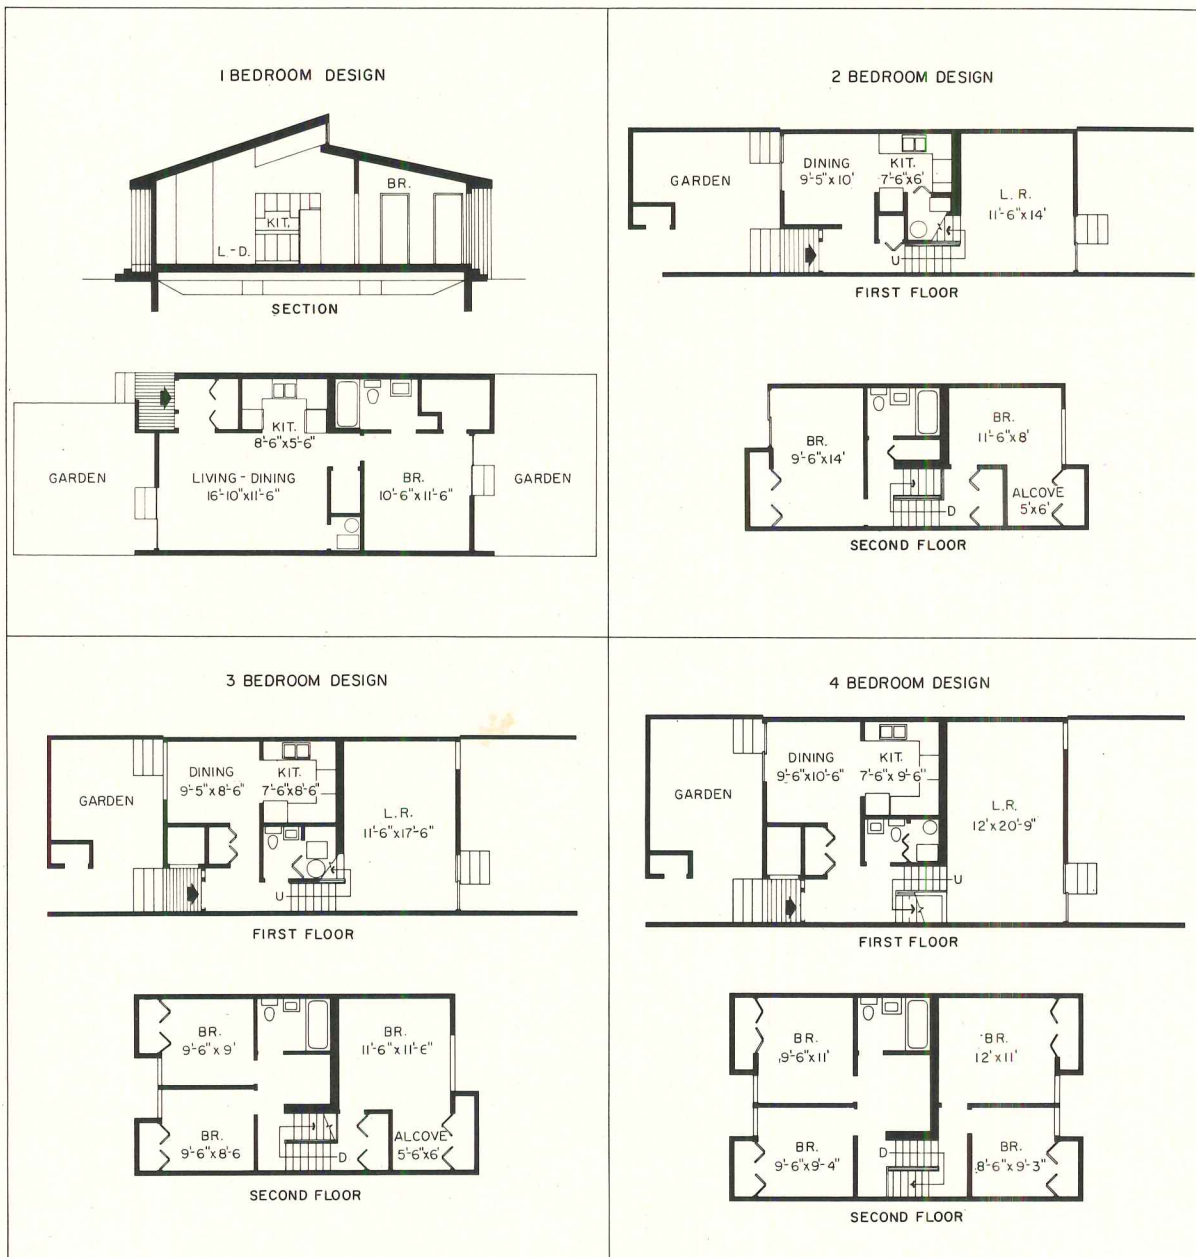 1 BEDROOM DESIGN
BR.
KIT.
L.-D.
SECTION
KIT.
8'-6"x5'-6"
GARDEN
LIVING - DINING
16'-10"x11'-6"
BR.
10'-6"x11'-6"
GARDEN
2 BEDROOM DESIGN
GARDEN
DINING
9'-5"x10'
KIT.
7'-6"x6'
L. R.
11'-6"x14'
U
FIRST FLOOR
BR.
9'-6"x14'
BR.
11'-6"x8'
ALCOVE
5'x6'
D
SECOND FLOOR
3 BEDROOM DESIGN
GARDEN
DINING
9'-5"x8'-6"
KIT.
7'-6"x8'-6"
L.R.
11'-6"x17'-6"
U
FIRST FLOOR
BR.
9'-6"x9'
BR.
11'-6"x11'-6"
BR.
9'-6"x8'-6
ALCOVE
5'-6"x6'
D
SECOND FLOOR
4 BEDROOM DESIGN
GARDEN
DINING
9'-6"x10'-6"
KIT.
7'-6"x 9'-6"
L.R.
12'x20'-9"
U
FIRST FLOOR
BR.
9'-6"x11'
BR.
12'x11'
BR.
9'-6"x9'-4"
BR.
8'-6"x9'-3"
D
SECOND FLOOR